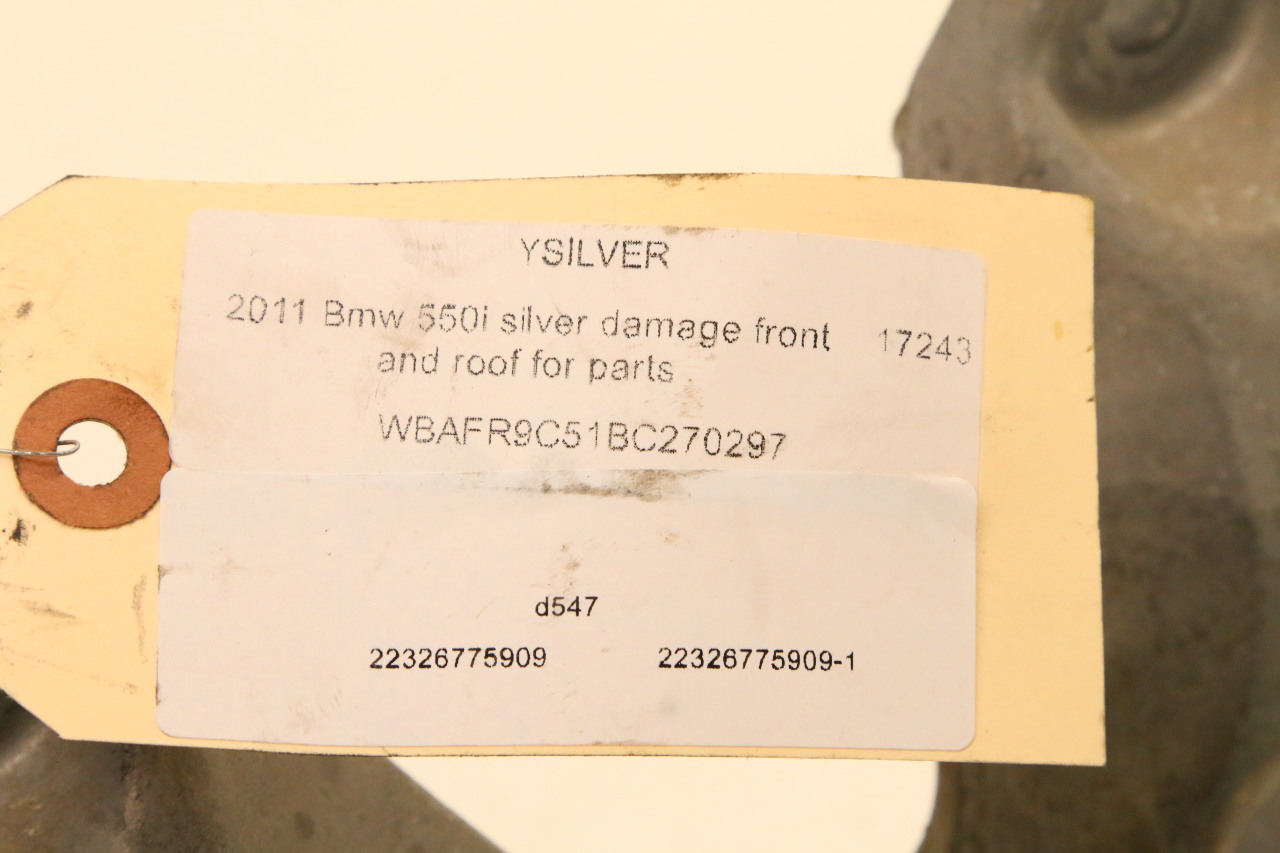 YSILVER
2011 Bmw 550i silver damage front 17243
and roof for parts
WBAFR9C51BC270297
d547
22326775909 22326775909-1